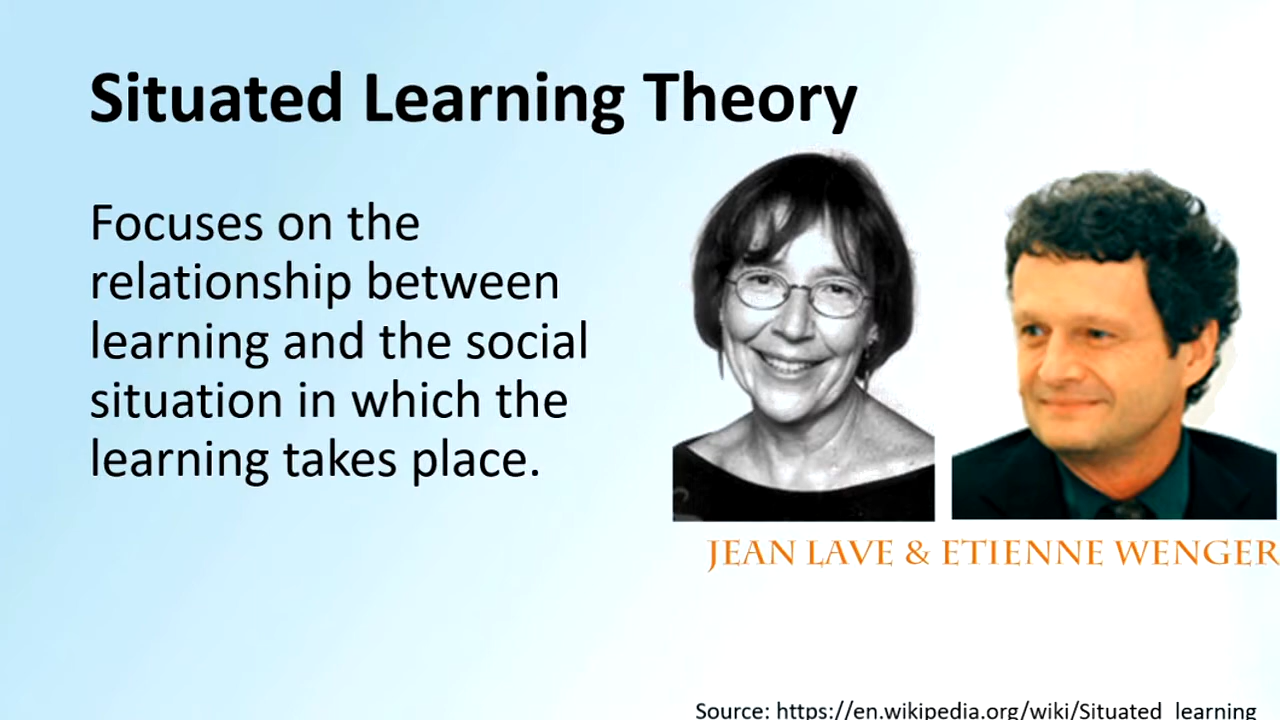 Situated Learning Theory
Focuses on the
relationship between
learning and the social
situation in which the
learning takes place.
JEAN LAVE & ETIENNE WENGER
Source: https://en.wikipedia.org/wiki/Situated_learning